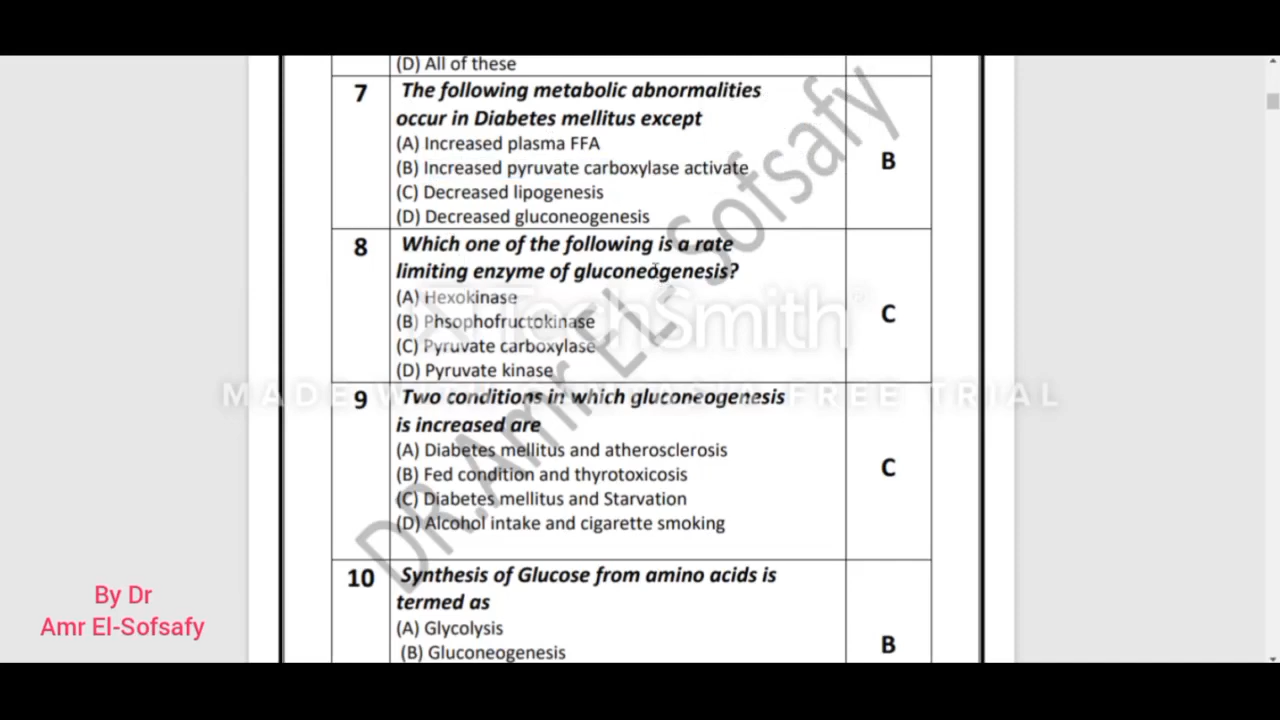 (D) All of these
7
The following metabolic abnormalities
occur in Diabetes mellitus except
(A) Increased plasma FFA
(B) Increased pyruvate carboxylase activate
(C) Decreased lipogenesis
(D) Decreased gluconeogenesis
B
8
Which one of the following is a rate
limiting enzyme of gluconeogenesis?
(A) Hexokinase
(B) Phsophofructokinase
(C) Pyruvate carboxylase
(D) Pyruvate kinase
C
9
Two conditions in which gluconeogenesis
is increased are
(A) Diabetes mellitus and atherosclerosis
(B) Fed condition and thyrotoxicosis
(C) Diabetes mellitus and Starvation
(D) Alcohol intake and cigarette smoking
C
10
Synthesis of Glucose from amino acids is
termed as
(A) Glycolysis
(B) Gluconeogenesis
B
DR.Amr EL-Sofsafy
TechSmith
MADE WITH CAMTASIA FREE TRIAL
By Dr
Amr El-Sofsafy